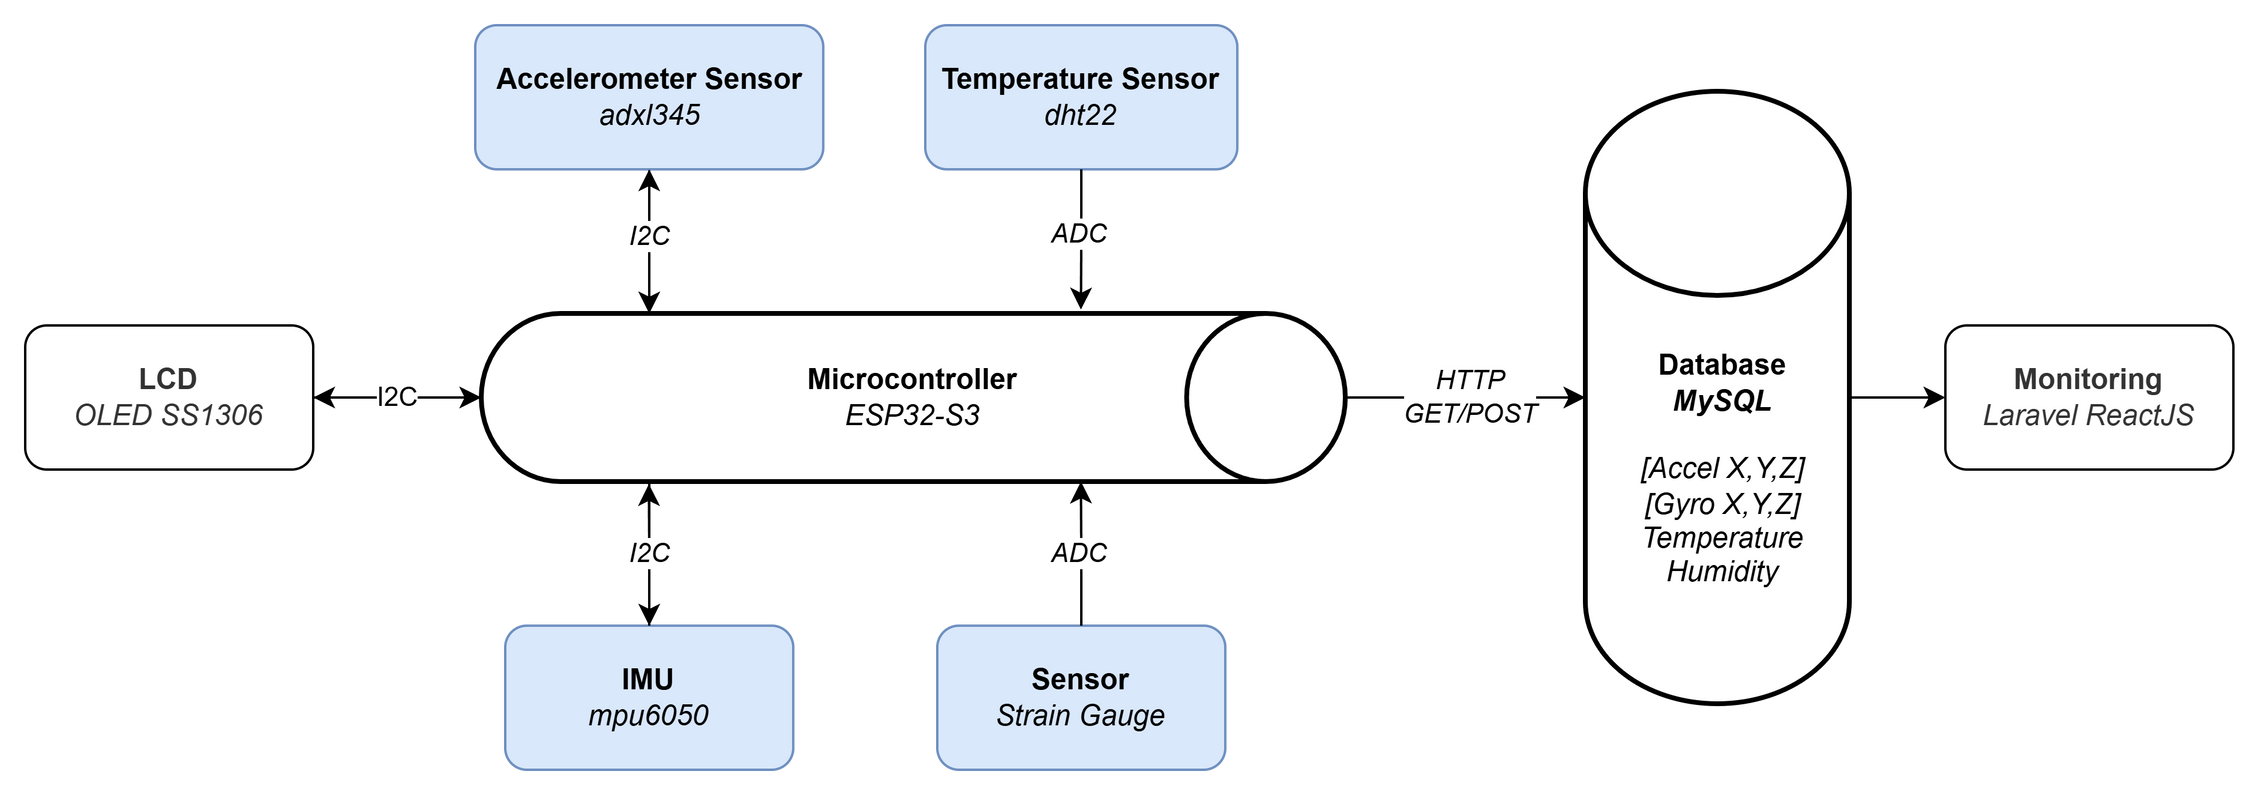 Accelerometer Sensor
adxl345
Temperature Sensor
dht22
I2C
ADC
LCD
OLED SS1306
I2C
Microcontroller
ESP32-S3
HTTP
GET/POST
Database
MySQL
[Accel X,Y,Z]
[Gyro X,Y,Z]
Temperature
Humidity
Monitoring
Laravel ReactJS
I2C
ADC
IMU
mpu6050
Sensor
Strain Gauge